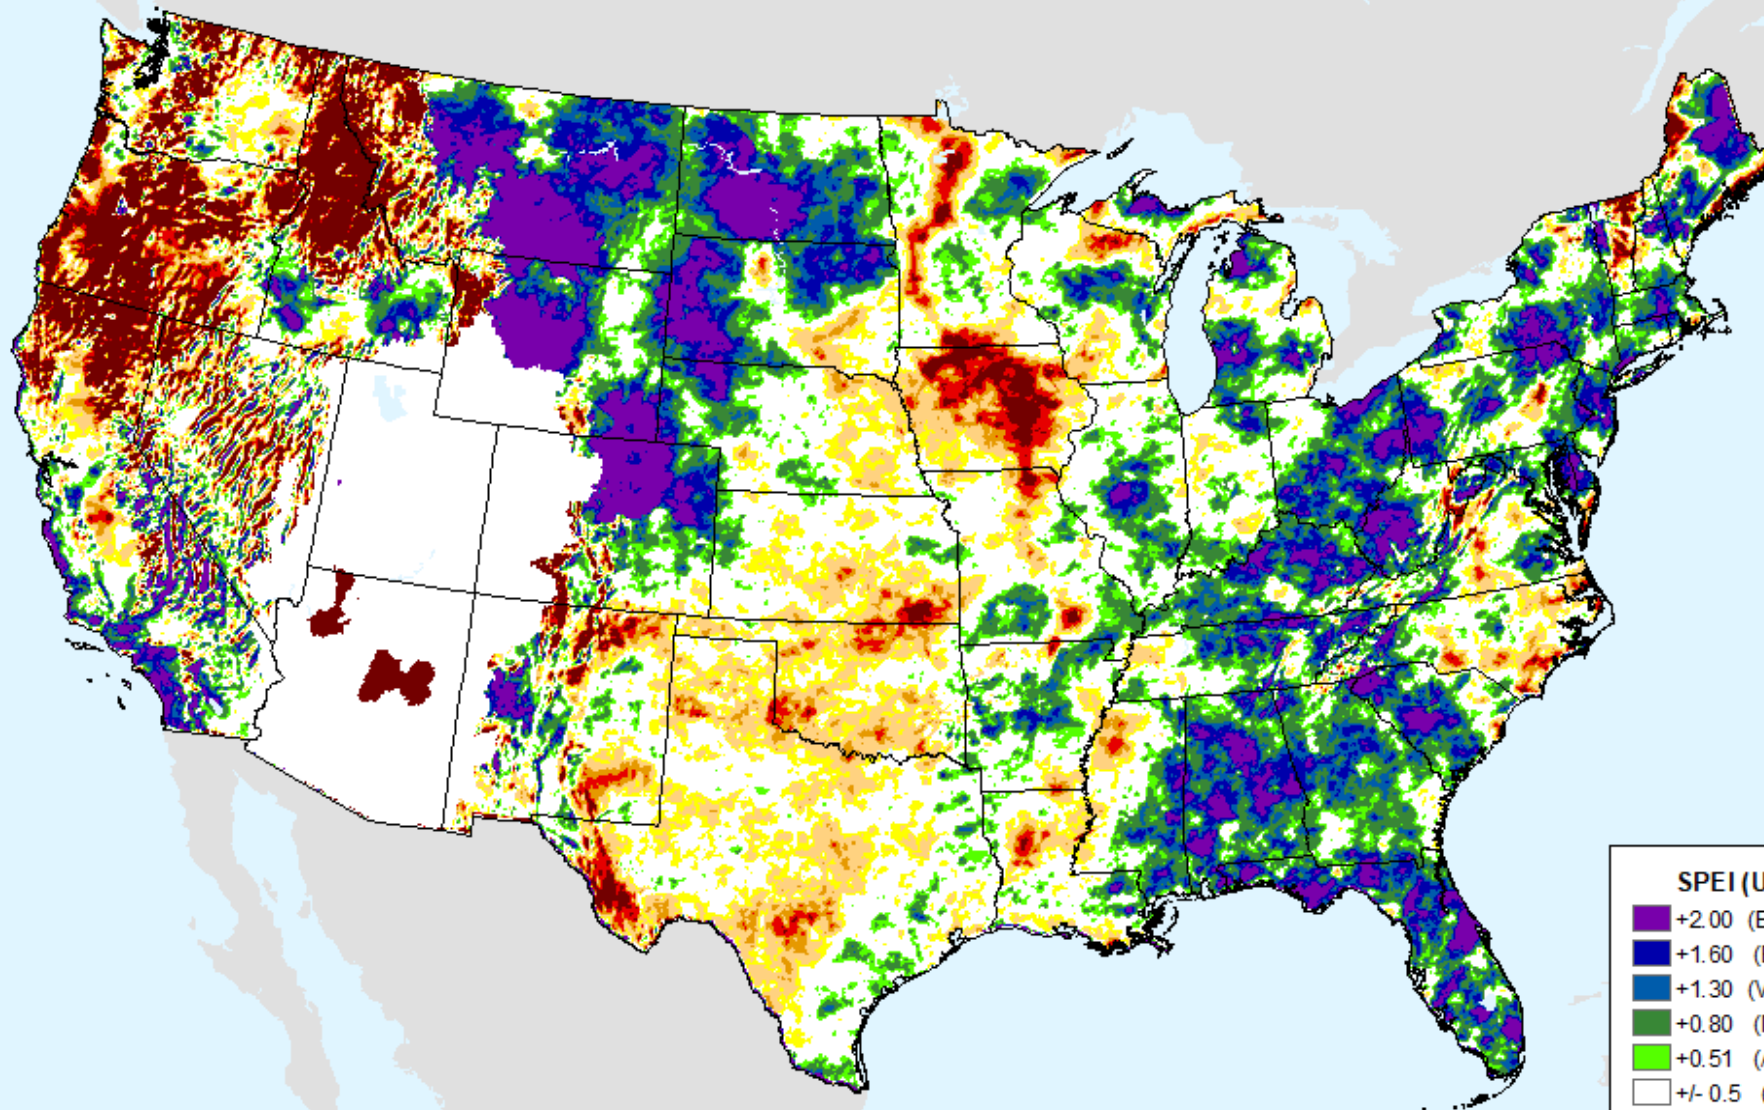 SPEI (U
+2.00 (E
+1.60 (
+1.30 (V
+0.80 (
+0.51 (
+/- 0.5 (